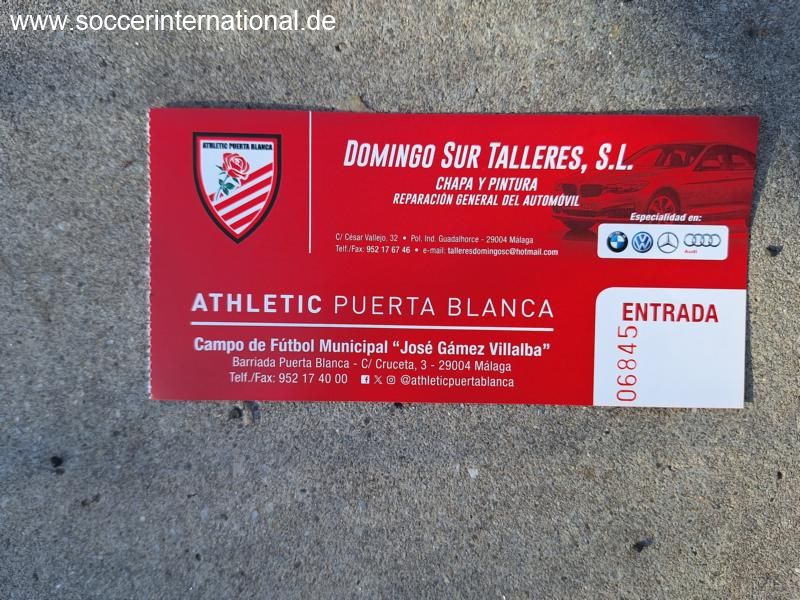 www.soccerinternational.de
ATHLETIC PUERTA BLANCA
DOMINGO SUR TALLERES, S.L.
CHAPA Y PINTURA
REPARACIÓN GENERAL DEL AUTOMÓVIL
C/ César Vallejo, 32 • Pol. Ind. Guadalhorce - 29004 Málaga
Telf./Fax: 952 17 67 46 • e-mail: talleresdomingosc@hotmail.com
Especialidad en:
Audi
ATHLETIC PUERTA BLANCA
Campo de Fútbol Municipal “José Gámez Villalba”
Barriada Puerta Blanca - C/ Cruceta, 3 - 29004 Málaga
Telf./Fax: 952 17 40 00 @athleticpuertablanca
ENTRADA
06845